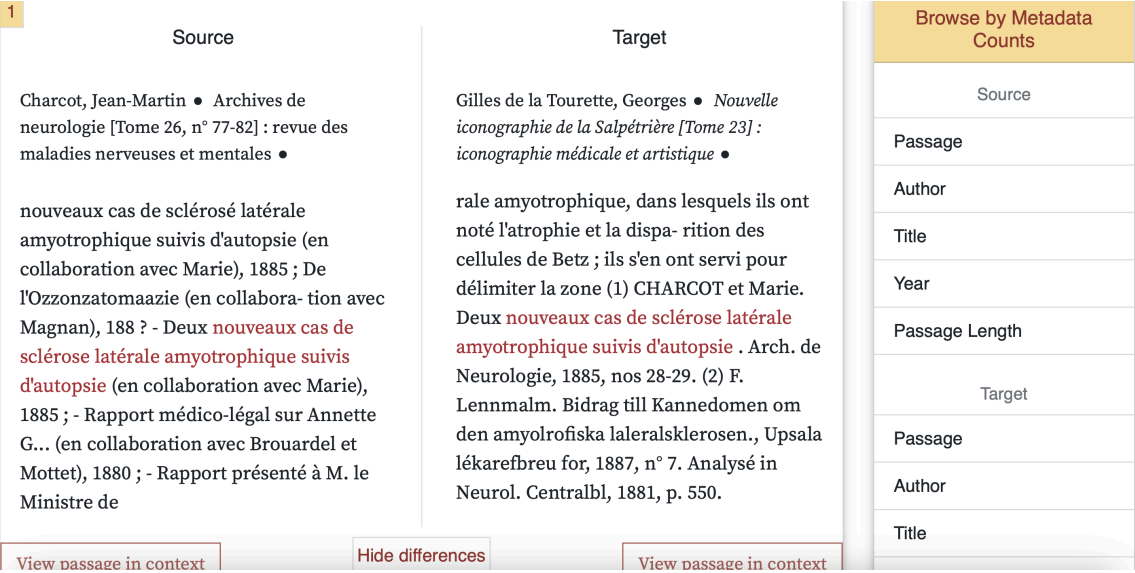 1
Source
Charcot, Jean-Martin ● Archives de
neurologie [Tome 26, n° 77-82] : revue des
maladies nerveuses et mentales ●
nouveaux cas de sclérosé latérale
amyotrophique suivis d'autopsie (en
collaboration avec Marie), 1885 ; De
l'Ozzonzatomaazie (en collabora- tion avec
Magnan), 188 ? - Deux nouveaux cas de
sclérose latérale amyotrophique suivis
d'autopsie (en collaboration avec Marie),
1885 ; - Rapport médico-légal sur Annette
G... (en collaboration avec Brouardel et
Mottet), 1880 ; - Rapport présenté à M. le
Ministre de
View passage in context
Target
Gilles de la Tourette, Georges ● Nouvelle
iconographie de la Salpétrière [Tome 23] :
iconographie médicale et artistique ●
rale amyotrophique, dans lesquels ils ont
noté l'atrophie et la dispa- rition des
cellules de Betz ; ils s'en ont servi pour
délimiter la zone (1) CHARCOT et Marie.
Deux nouveaux cas de sclérose latérale
amyotrophique suivis d'autopsie . Arch. de
Neurologie, 1885, nos 28-29. (2) F.
Lennmalm. Bidrag till Kannedomen om
den amyolrofiska laleralsklerosen., Upsala
lékarefbreu for, 1887, n° 7. Analysé in
Neurol. Centralbl, 1881, p. 550.
Hide differences
View passage in context
Browse by Metadata
Counts
Source
Passage
Author
Title
Year
Passage Length
Target
Passage
Author
Title